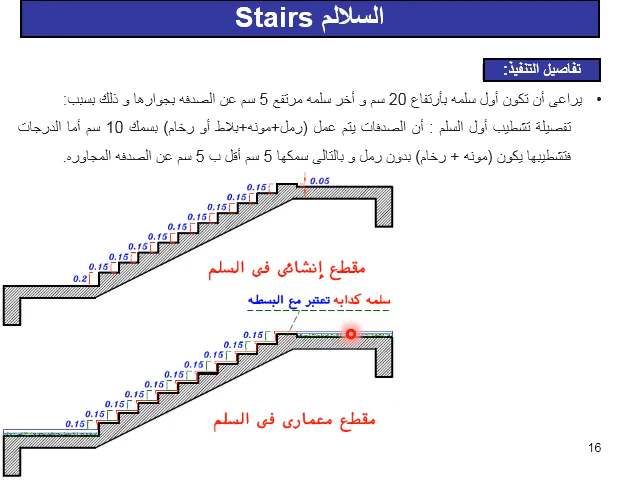 السلالم Stairs
تفاصيل التنفيذ:
• يراعى أن تكون أول سلمه بأرتفاع 20 سم و أخر سلمه مرتفع 5 سم عن الصدفه بجوارها و ذلك بسبب:
تفصيلة تشطيب أول السلم : أن الصدفات يتم عمل (رمل+مونه+بلاط أو رخام) بسمك 10 سم أما الدرجات
فتشطيبها يكون (مونه + رخام) بدون رمل و بالتالى سمكها 5 سم أقل ب 5 سم عن الصدفه المجاوره.
0.15 0.05
0.15
0.15
0.15
0.15
0.15
0.15
0.15
0.15
0.2
مقطع إنشائى فى السلم
سلمه كدابه تعتبر مع البسطه
0.15
0.15
0.15
0.15
0.15
0.15
0.15
0.15
0.15
0.15
مقطع معمارى فى السلم
16